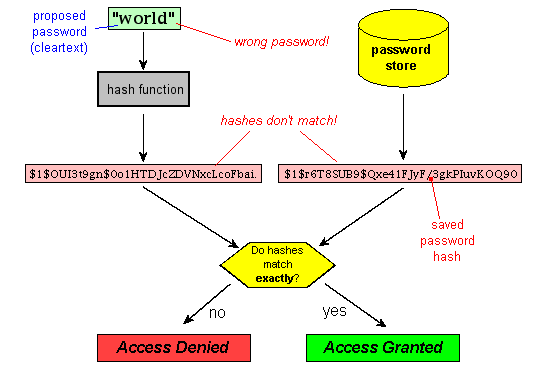 "world"
proposed
password
(cleartext)
wrong password!
password
store
hash function
hashes don't match!
$1$OUI3t9gn$0o1HTDJcZDVNxcLcoFbai.
$1$r6T8SUB9$Qxe41FJyF/3gkPIuvKOQ90
saved
password
hash
Do hashes
match
exactly?
no
yes
Access Denied
Access Granted